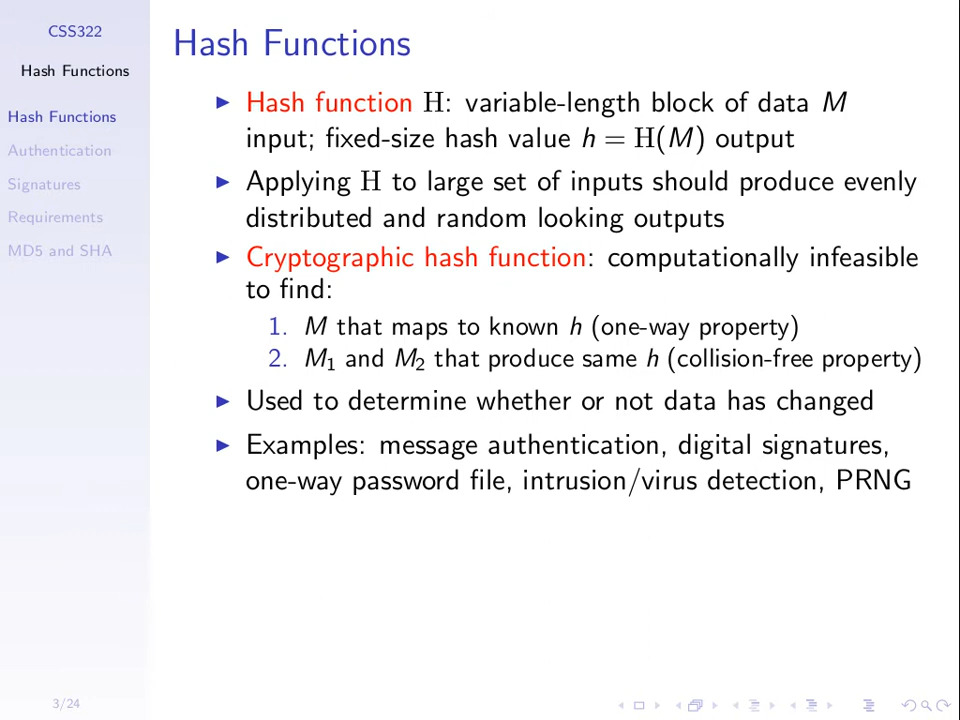 CSS322
Hash Functions
Hash Functions
Authentication
Signatures
Requirements
MD5 and SHA
3/24
Hash Functions
Hash function H: variable-length block of data M
input; fixed-size hash value h = H(M) output
Applying H to large set of inputs should produce evenly
distributed and random looking outputs
Cryptographic hash function: computationally infeasible
to find:
1. M that maps to known h (one-way property)
2. M₁ and M₂ that produce same h (collision-free property)
Used to determine whether or not data has changed
Examples: message authentication, digital signatures,
one-way password file, intrusion/virus detection, PRNG